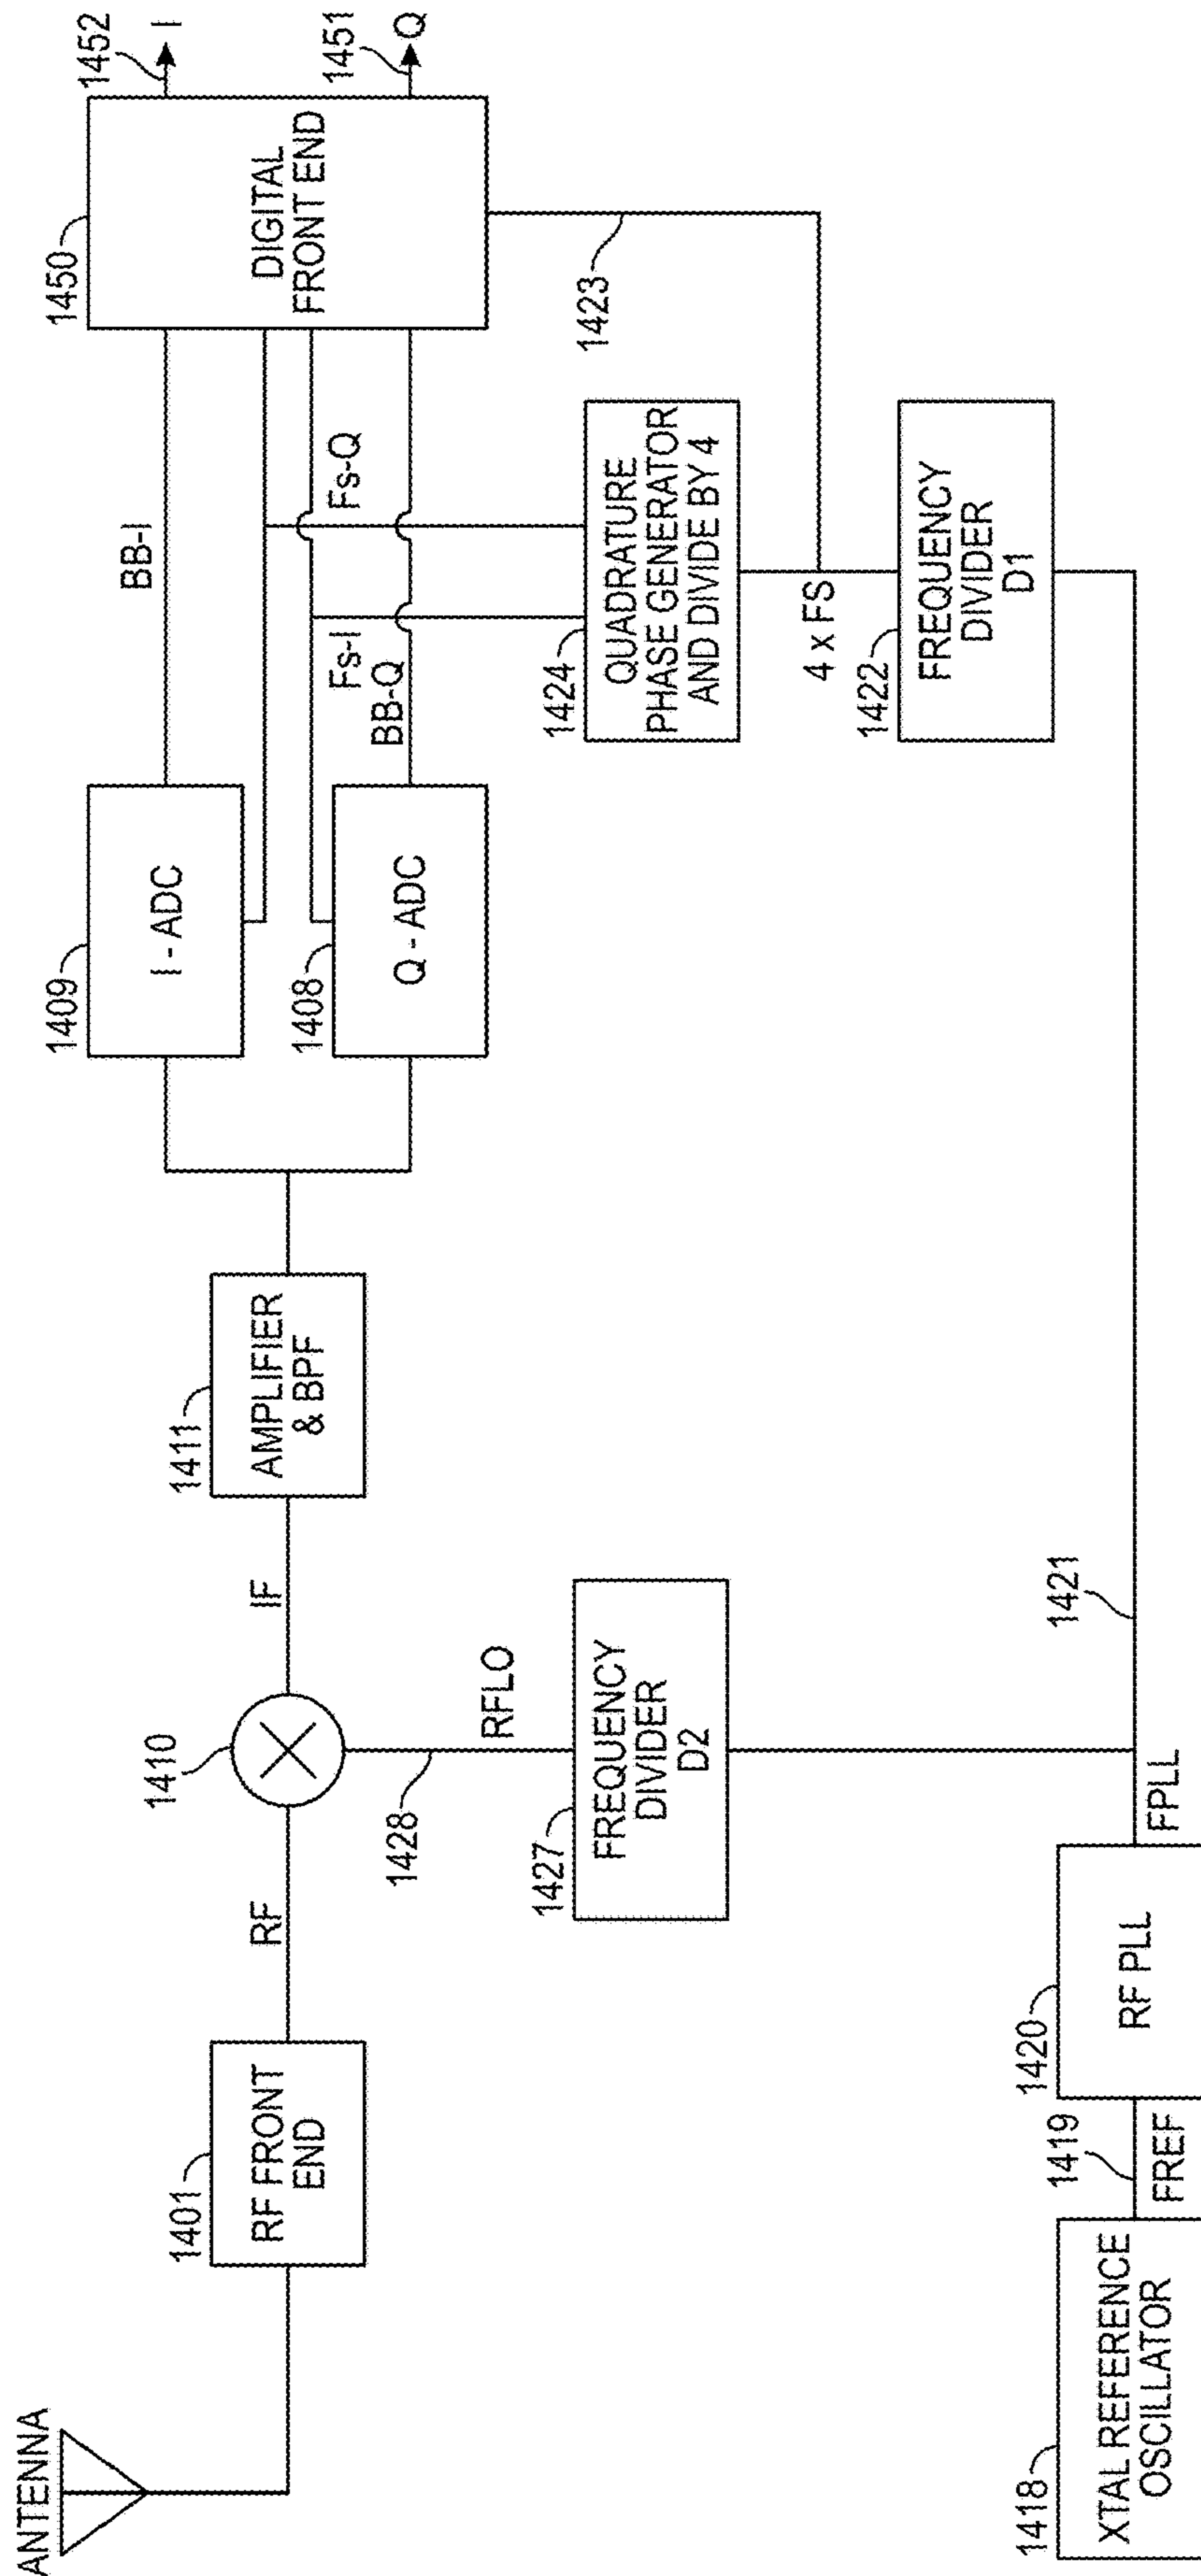 ANTENNA
1401
RF FRONT
END
RF
1410
IF
1411
AMPLIFIER
& BPF
1409
I - ADC
1408
Q - ADC
BB-I
Fs-Q
Fs-I
BB-Q
1450
DIGITAL
FRONT END
1452
I
1451
Q
1423
1424
QUADRATURE
PHASE GENERATOR
AND DIVIDE BY 4
4 x FS
1422
FREQUENCY
DIVIDER
D1
1428
RFLO
1427
FREQUENCY
DIVIDER
D2
1418
XTAL REFERENCE
OSCILLATOR
1419
FREF
1420
RF PLL
FPLL
1421